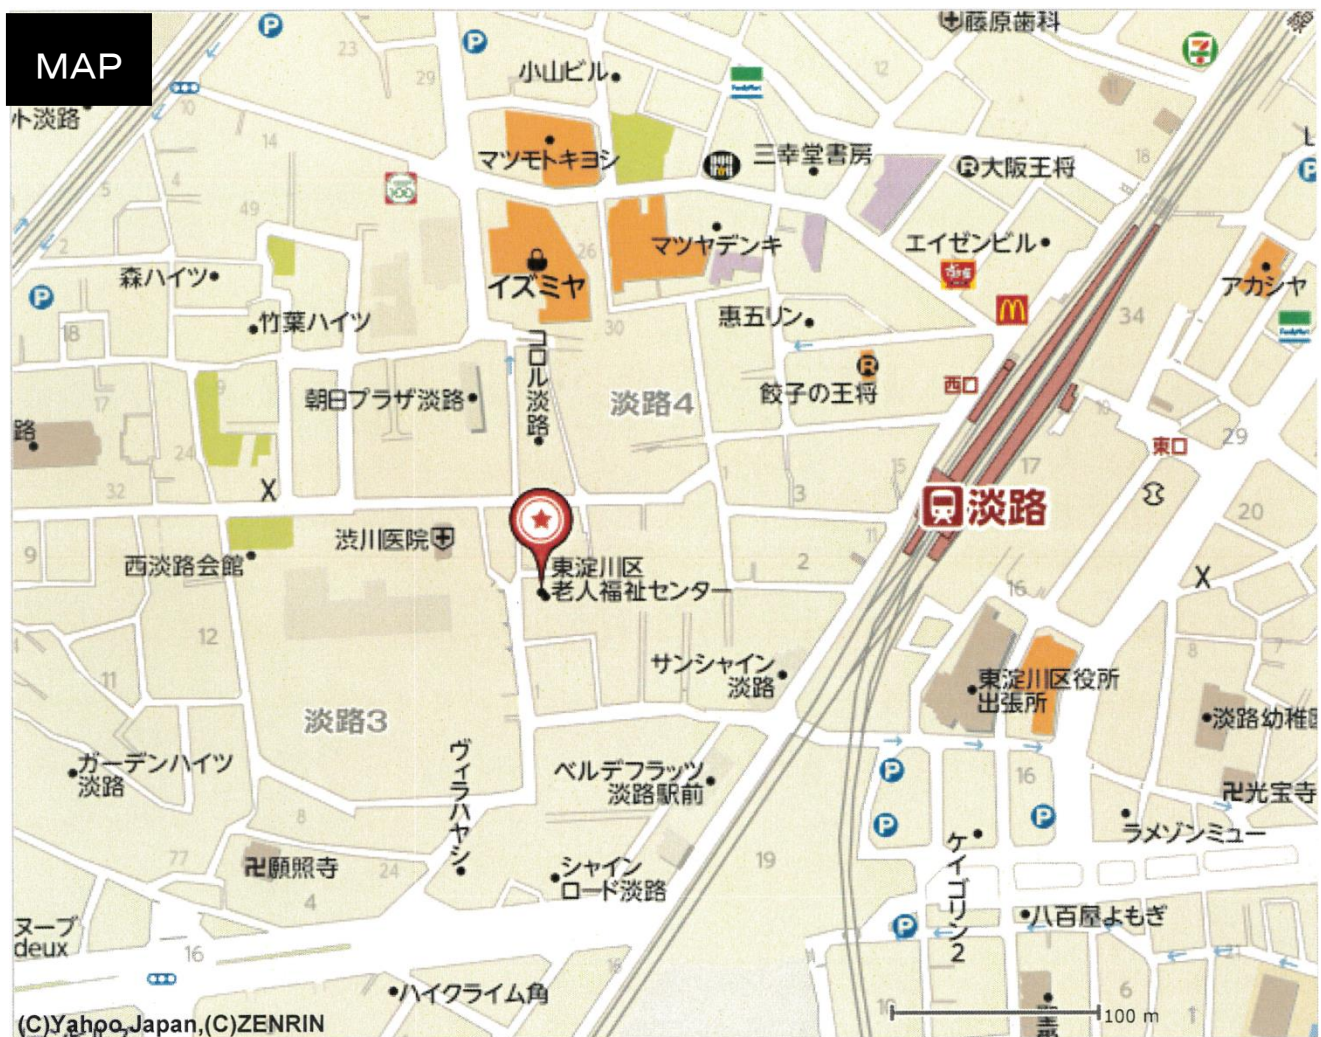 MAP
藤原歯科
ト淡路
小山ビル
FamilyMart
マツモトキヨシ
三幸堂書房
大阪王将
マツヤデンキ
エイゼンビル
すき家
森ハイツ
イズミヤ
アカシヤ
竹葉ハイツ
恵五リン
FamilyMart
コロル淡路
西口
朝日プラザ淡路
淡路4
餃子の王将
路
東口
淡路
渋川医院
西淡路会館
東淀川区
老人福祉センター
サンシャイン
淡路
東淀川区役所
出張所
淡路3
淡路幼稚園
ガーデンハイツ
淡路
ヴィラハヤシ
ベルデフラッツ
淡路駅前
光宝寺
ラメゾンミュー
ケイゴリン2
卍願照寺
シャイン
ロード淡路
八百屋よもぎ
ヌーブ
deux
ハイクライム角
(C)Yahoo Japan,(C)ZENRIN
100 m